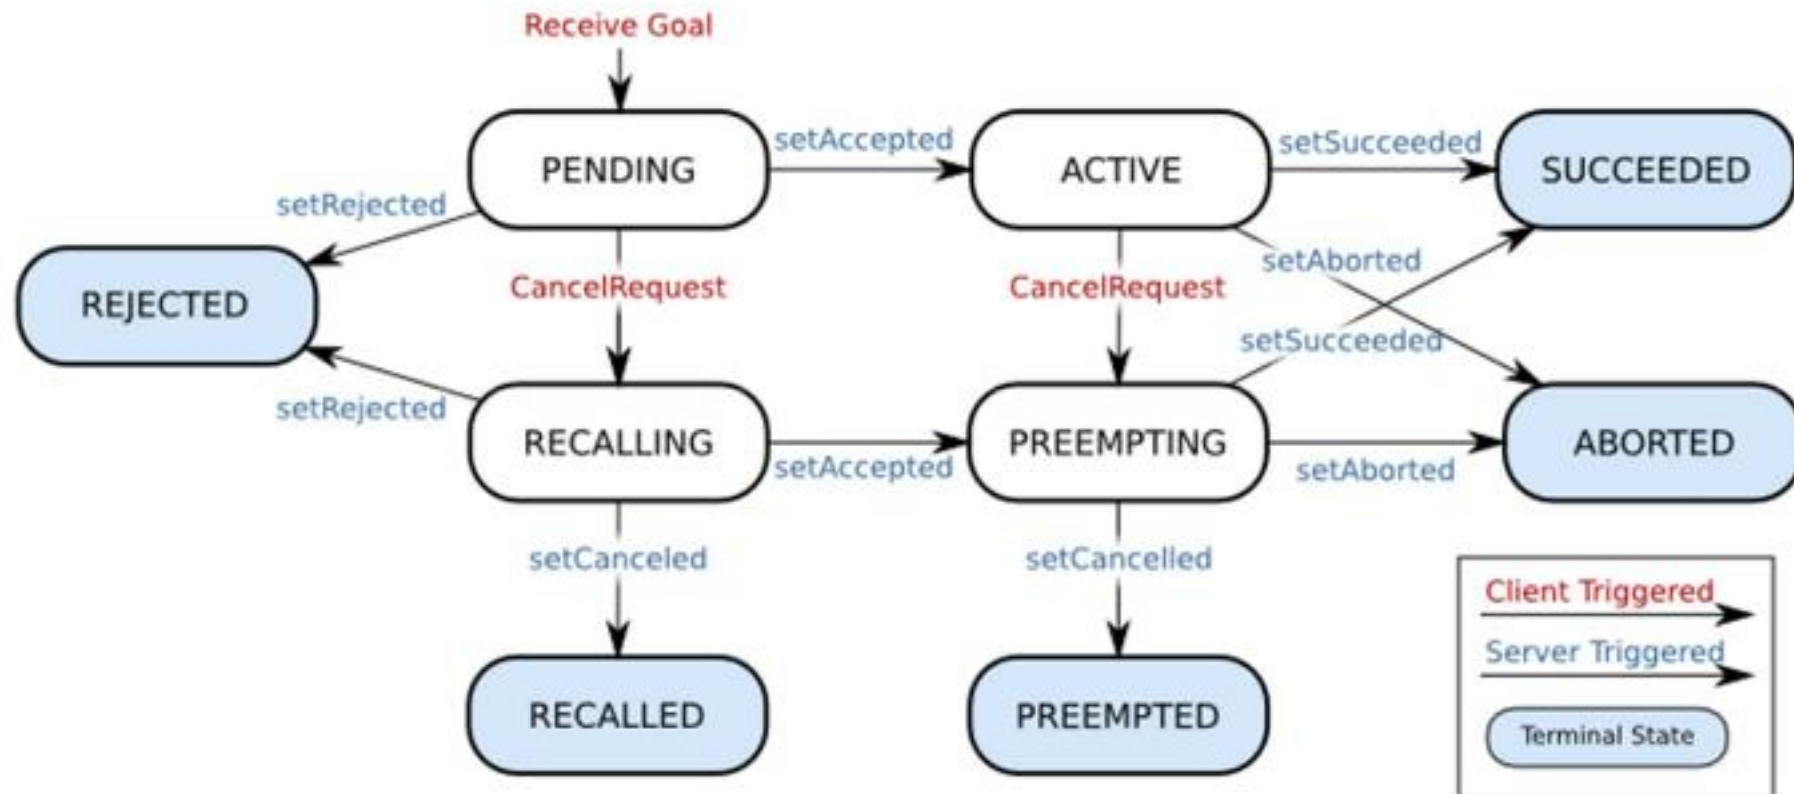 Receive Goal
PENDING
setAccepted
ACTIVE
setSucceeded
SUCCEEDED
setRejected
REJECTED
CancelRequest
CancelRequest
setAborted
setSucceeded
setRejected
RECALLING
setAccepted
PREEMPTING
setAborted
ABORTED
setCanceled
setCancelled
RECALLED
PREEMPTED
Client Triggered
Server Triggered
Terminal State